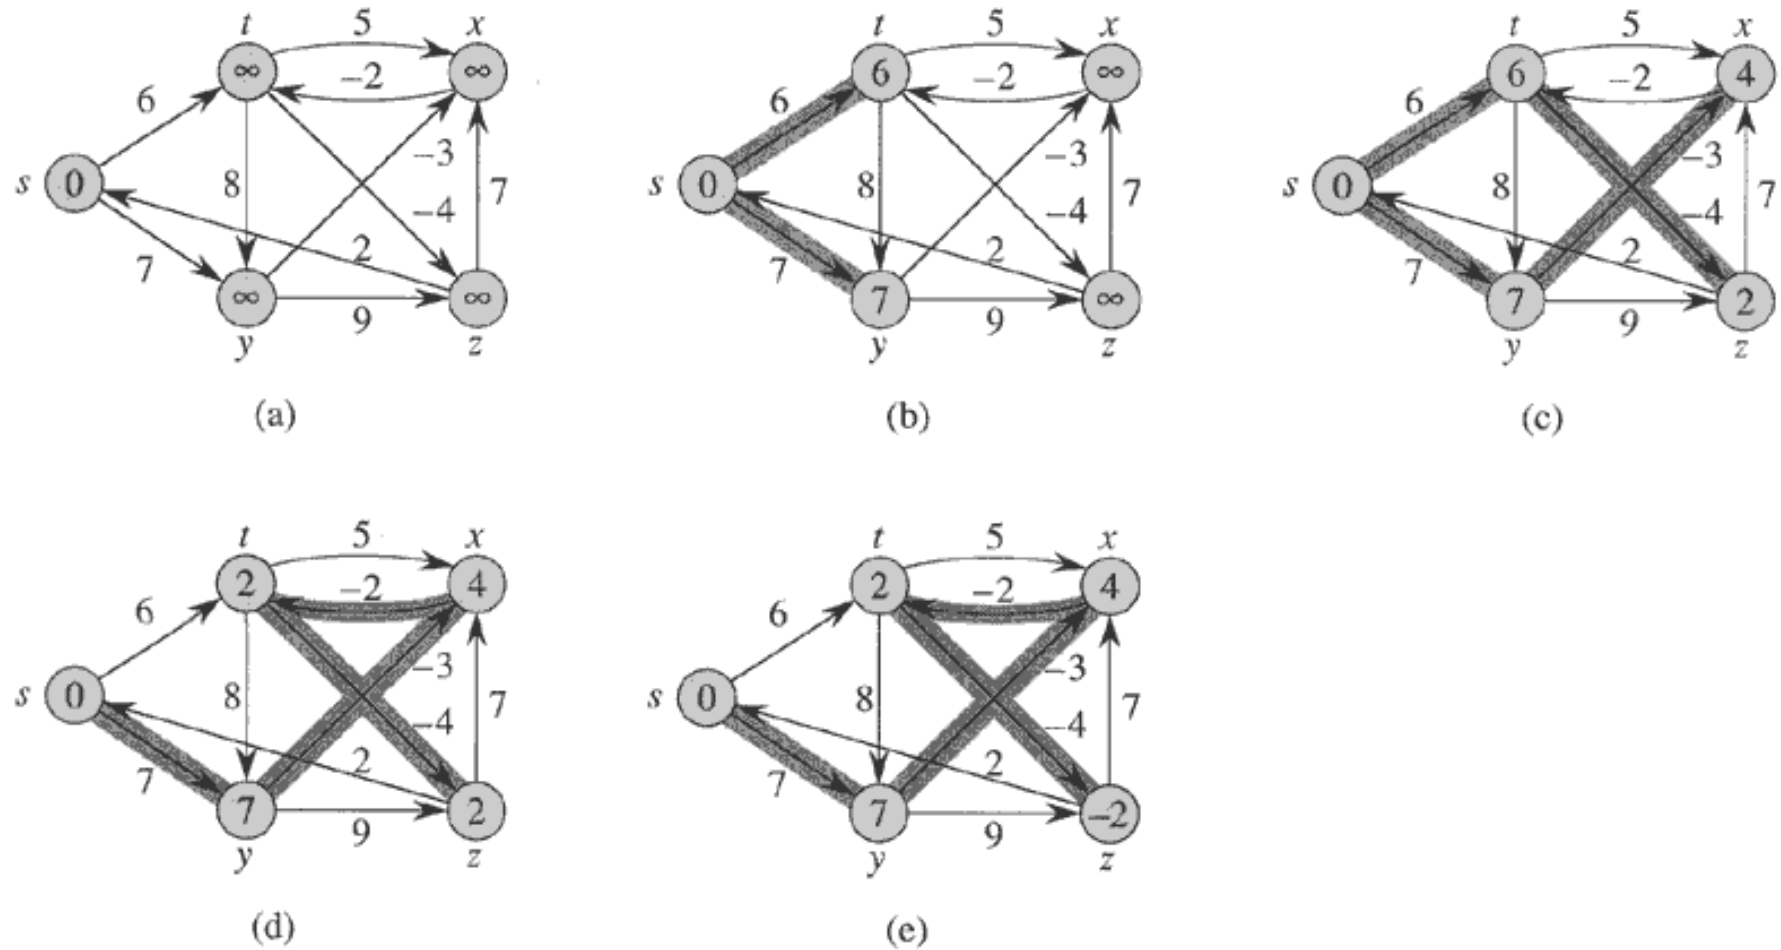 t 5 x t 5 x t 5 x
∞ −2 ∞ 6 −2 ∞ 6 −2 4
6 6 6
s 0 8 −3 7 s 0 8 −3 7 s 0 8 −3 7
−4 −4 −4
7 2 7 2 7 2
∞ 9 ∞ 7 9 ∞ 7 9 2
y z y z y z
(a) (b) (c)
t 5 x t 5 x
2 −2 4 2 −2 4
6 6
s 0 8 −3 7 s 0 8 −3 7
−4 −4
7 2 7 2
7 9 2 7 9 −2
y z y z
(d) (e)